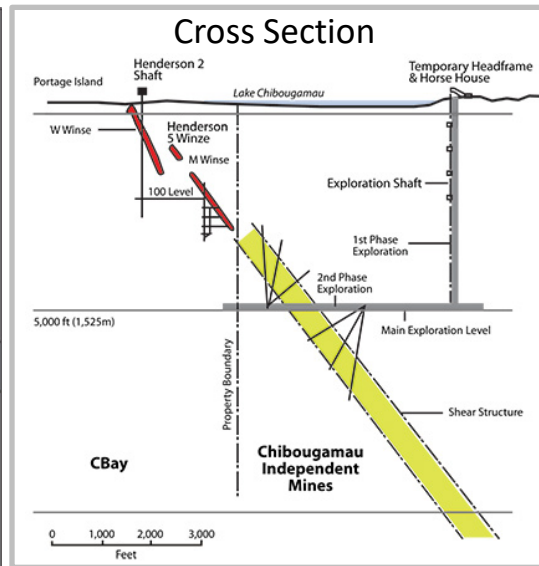 Cross Section
Portage Island
Henderson 2
Shaft
Lake Chibougamau
Temporary Headframe
& Horse House
W Winse
Henderson
5 Winze
M Winse
100 Level
Exploration Shaft
1st Phase
Exploration
2nd Phase
Exploration
5,000 ft (1,525m)
Main Exploration Level
Property Boundary
Shear Structure
CBay
Chibougamau
Independent
Mines
0 1,000 2,000 3,000
Feet